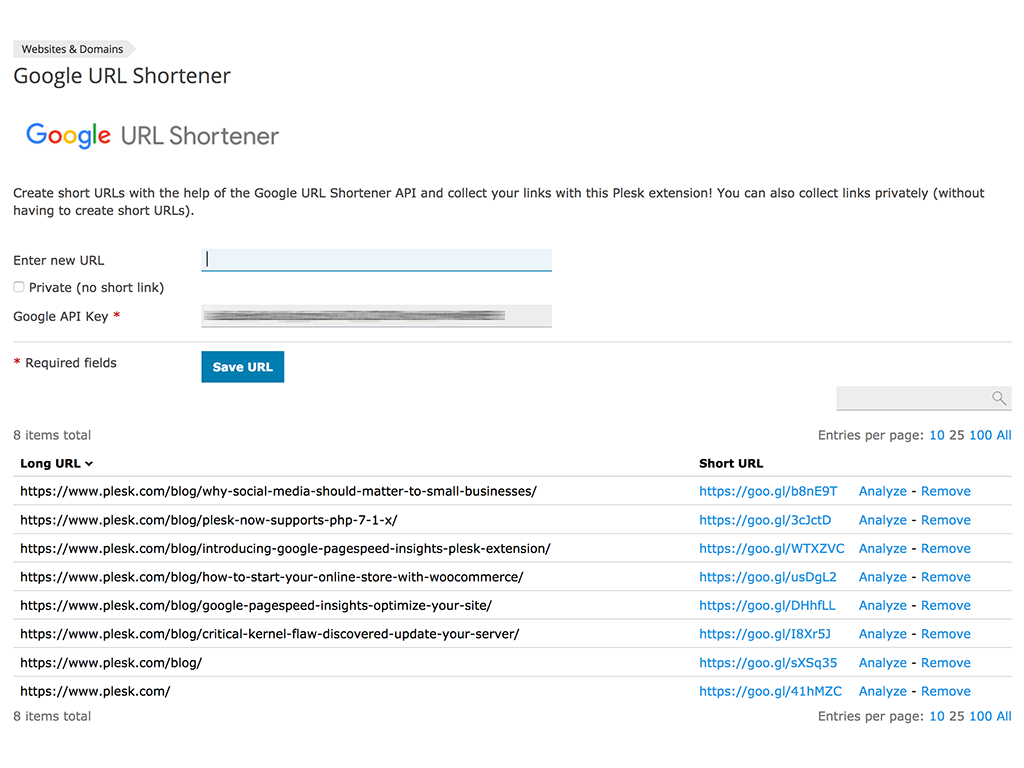 Websites & Domains
Google URL Shortener
Google URL Shortener
Create short URLs with the help of the Google URL Shortener API and collect your links with this Plesk extension! You can also collect links privately (without
having to create short URLs).
Enter new URL
Private (no short link)
Google API Key *
* Required fields Save URL
8 items total Entries per page: 10 25 100 All
Long URL Short URL
https://www.plesk.com/blog/why-social-media-should-matter-to-small-businesses/ https://goo.gl/b8nE9T Analyze - Remove
https://www.plesk.com/blog/plesk-now-supports-php-7-1-x/ https://goo.gl/3cJctD Analyze - Remove
https://www.plesk.com/blog/introducing-google-pagespeed-insights-plesk-extension/ https://goo.gl/WTXZVC Analyze - Remove
https://www.plesk.com/blog/how-to-start-your-online-store-with-woocommerce/ https://goo.gl/usDgL2 Analyze - Remove
https://www.plesk.com/blog/google-pagespeed-insights-optimize-your-site/ https://goo.gl/DHhfLL Analyze - Remove
https://www.plesk.com/blog/critical-kernel-flaw-discovered-update-your-server/ https://goo.gl/I8Xr5J Analyze - Remove
https://www.plesk.com/blog/ https://goo.gl/sXSq35 Analyze - Remove
https://www.plesk.com/ https://goo.gl/41hMZC Analyze - Remove
8 items total Entries per page: 10 25 100 All